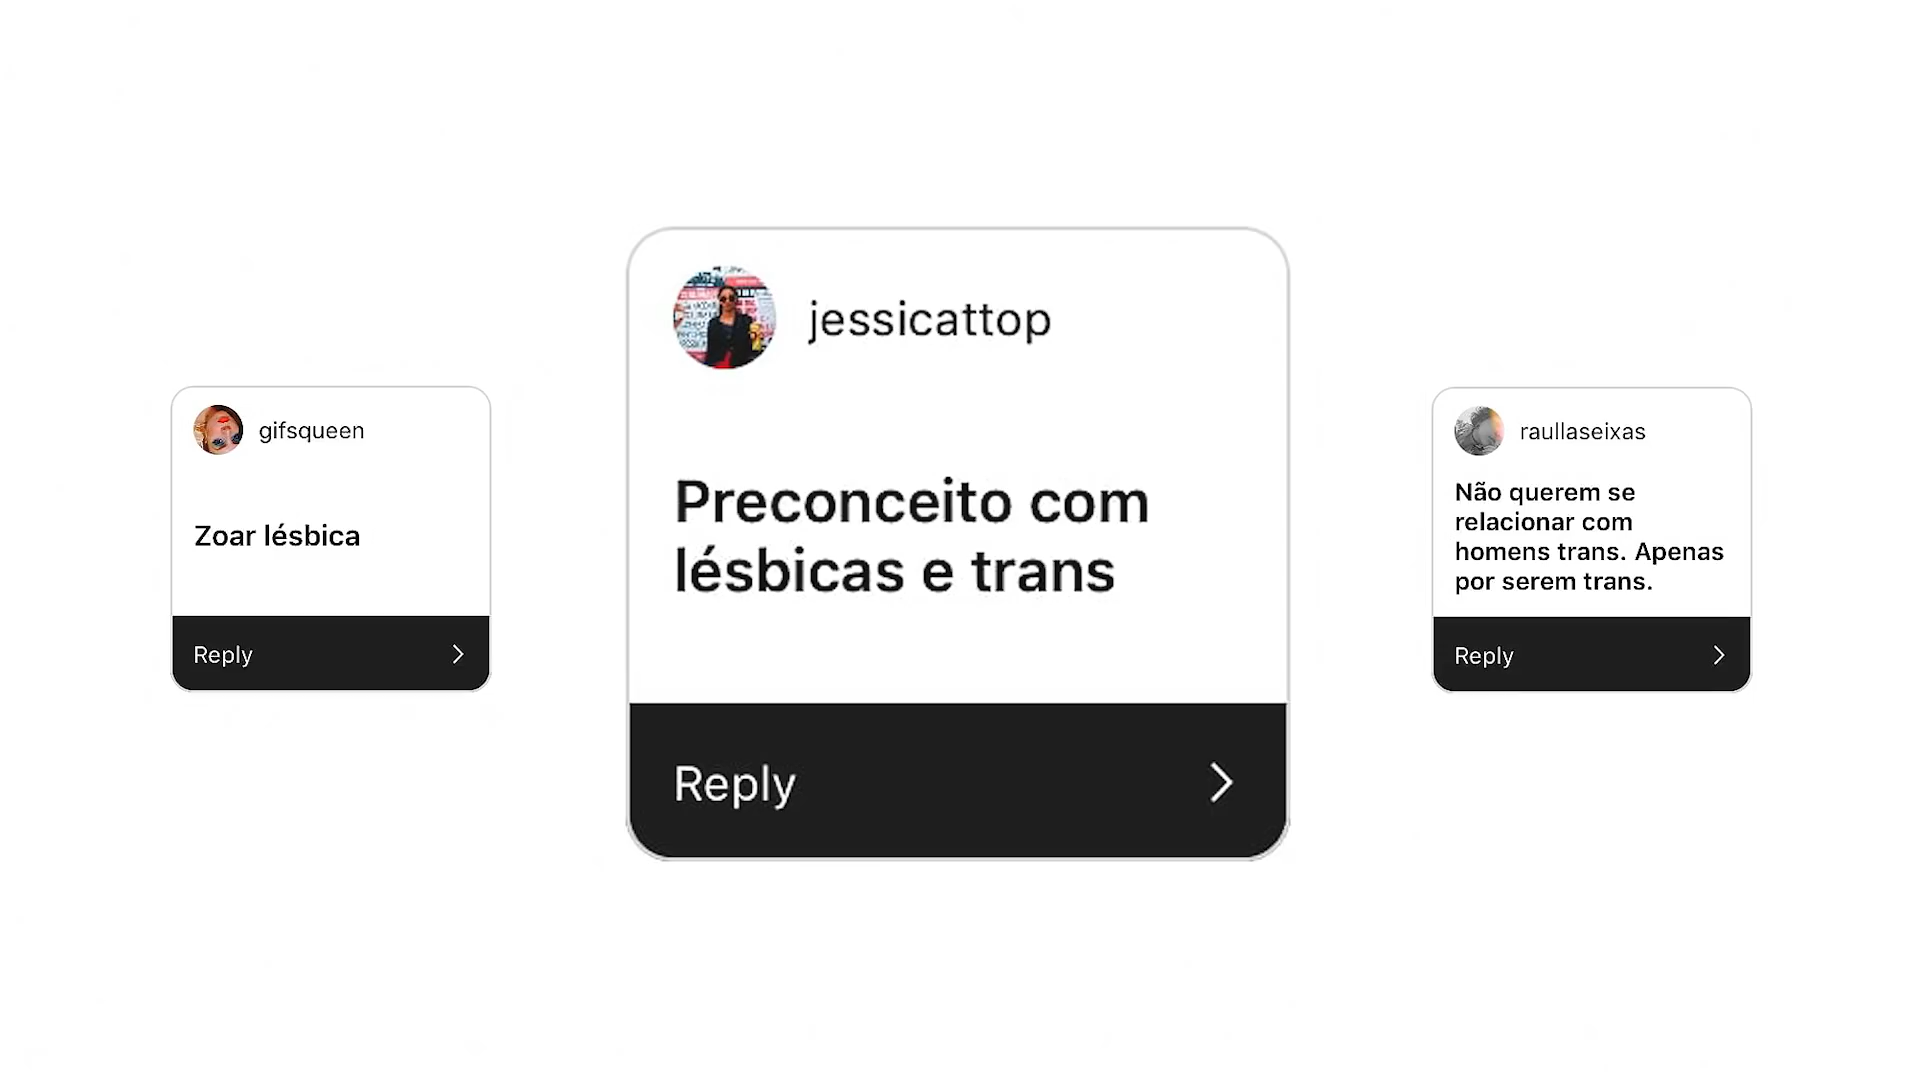 gifsqueen
Zoar lésbica
Reply
jessicattop
Preconceito com
lésbicas e trans
Reply
raullaseixas
Não querem se
relacionar com
homens trans. Apenas
por serem trans.
Reply